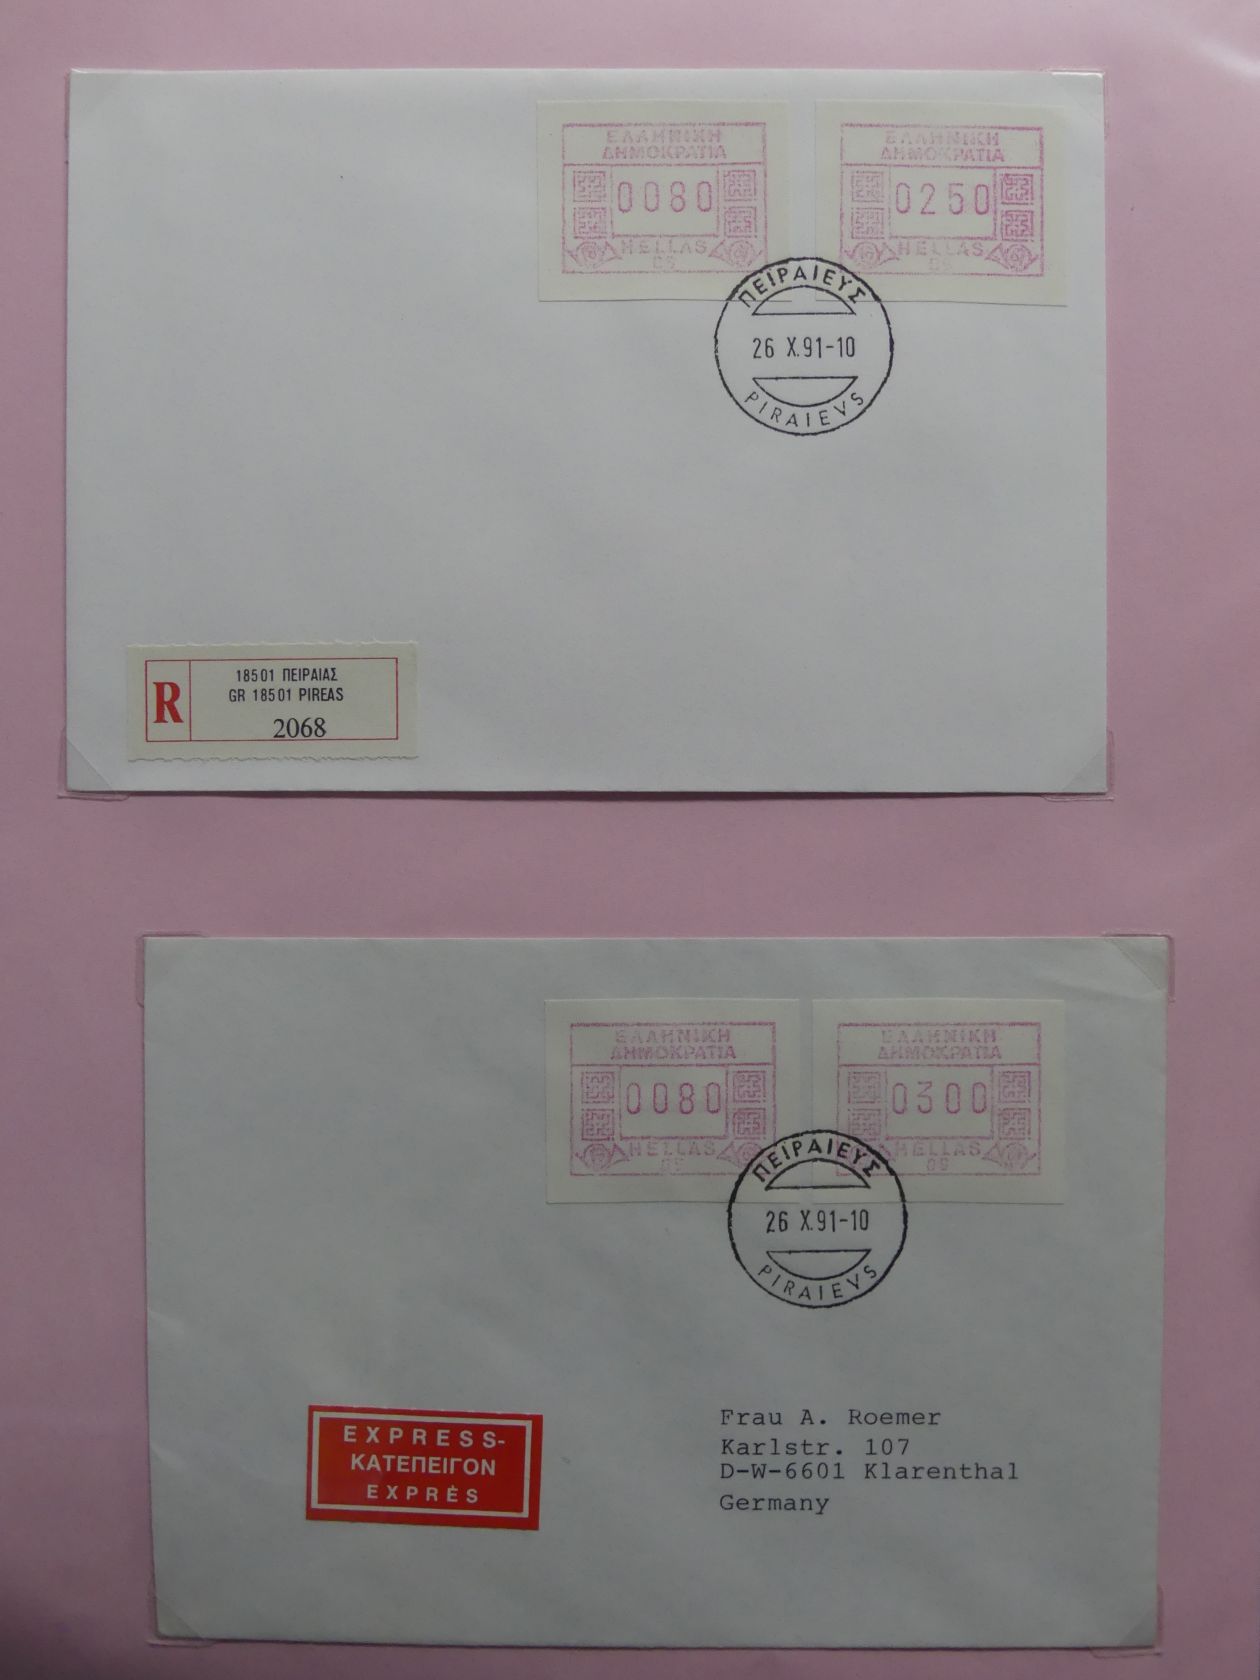 ΕΛΛΗΝΙΚΗ
ΔΗΜΟΚΡΑΤΙΑ
0080
HELLAS
ΕΛΛΗΝΙΚΗ
ΔΗΜΟΚΡΑΤΙΑ
0250
HELLAS
ΠΕΙΡΑΙΕΥΣ
26 X.91-10
PIRAIEVS
R
18501 ΠΕΙΡΑΙΑΣ
GR 18501 PIREAS
2068
ΕΛΛΗΝΙΚΗ
ΔΗΜΟΚΡΑΤΙΑ
0080
HELLAS
ΕΛΛΗΝΙΚΗ
ΔΗΜΟΚΡΑΤΙΑ
0300
HELLAS
ΠΕΙΡΑΙΕΥΣ
26 X.91-10
PIRAIEVS
EXPRESS-
ΚΑΤΕΠΕΙΓΟΝ
EXPRÈS
Frau A. Roemer
Karlstr. 107
D-W-6601 Klarenthal
Germany